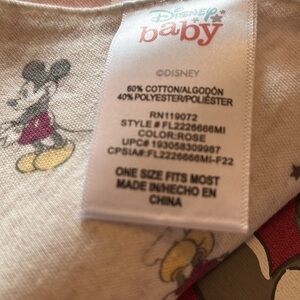 Disney
baby
©DISNEY
60% COTTON/ALGODÓN
40% POLYESTER/POLIÉSTER
RN119072
STYLE # FL2226666MI
COLOR:ROSE
UPC# 193058309987
CPSIA#:FL2226666MI-F22
ONE SIZE FITS MOST
MADE IN/HECHO EN
CHINA